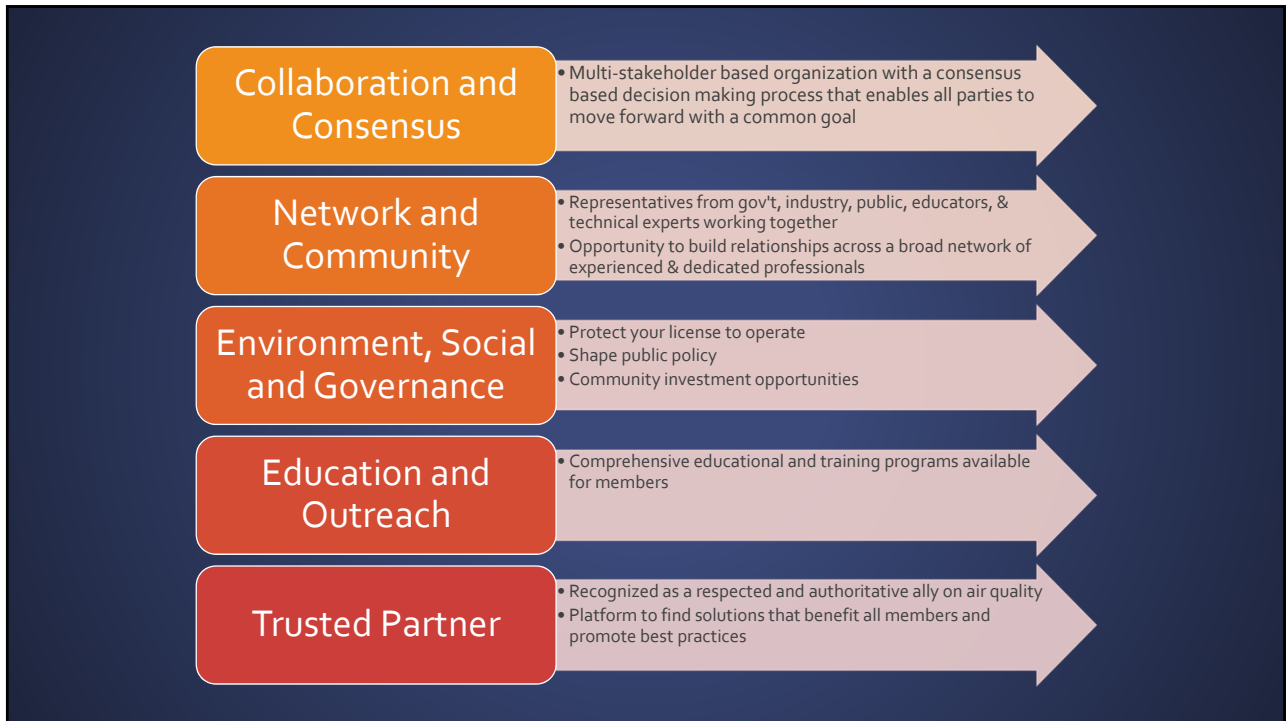 Collaboration and
Consensus
• Multi-stakeholder based organization with a consensus
based decision making process that enables all parties to
move forward with a common goal
Network and
Community
• Representatives from gov't, industry, public, educators, &
technical experts working together
• Opportunity to build relationships across a broad network of
experienced & dedicated professionals
Environment, Social
and Governance
• Protect your license to operate
• Shape public policy
• Community investment opportunities
Education and
Outreach
• Comprehensive educational and training programs available
for members
Trusted Partner
• Recognized as a respected and authoritative ally on air quality
• Platform to find solutions that benefit all members and
promote best practices